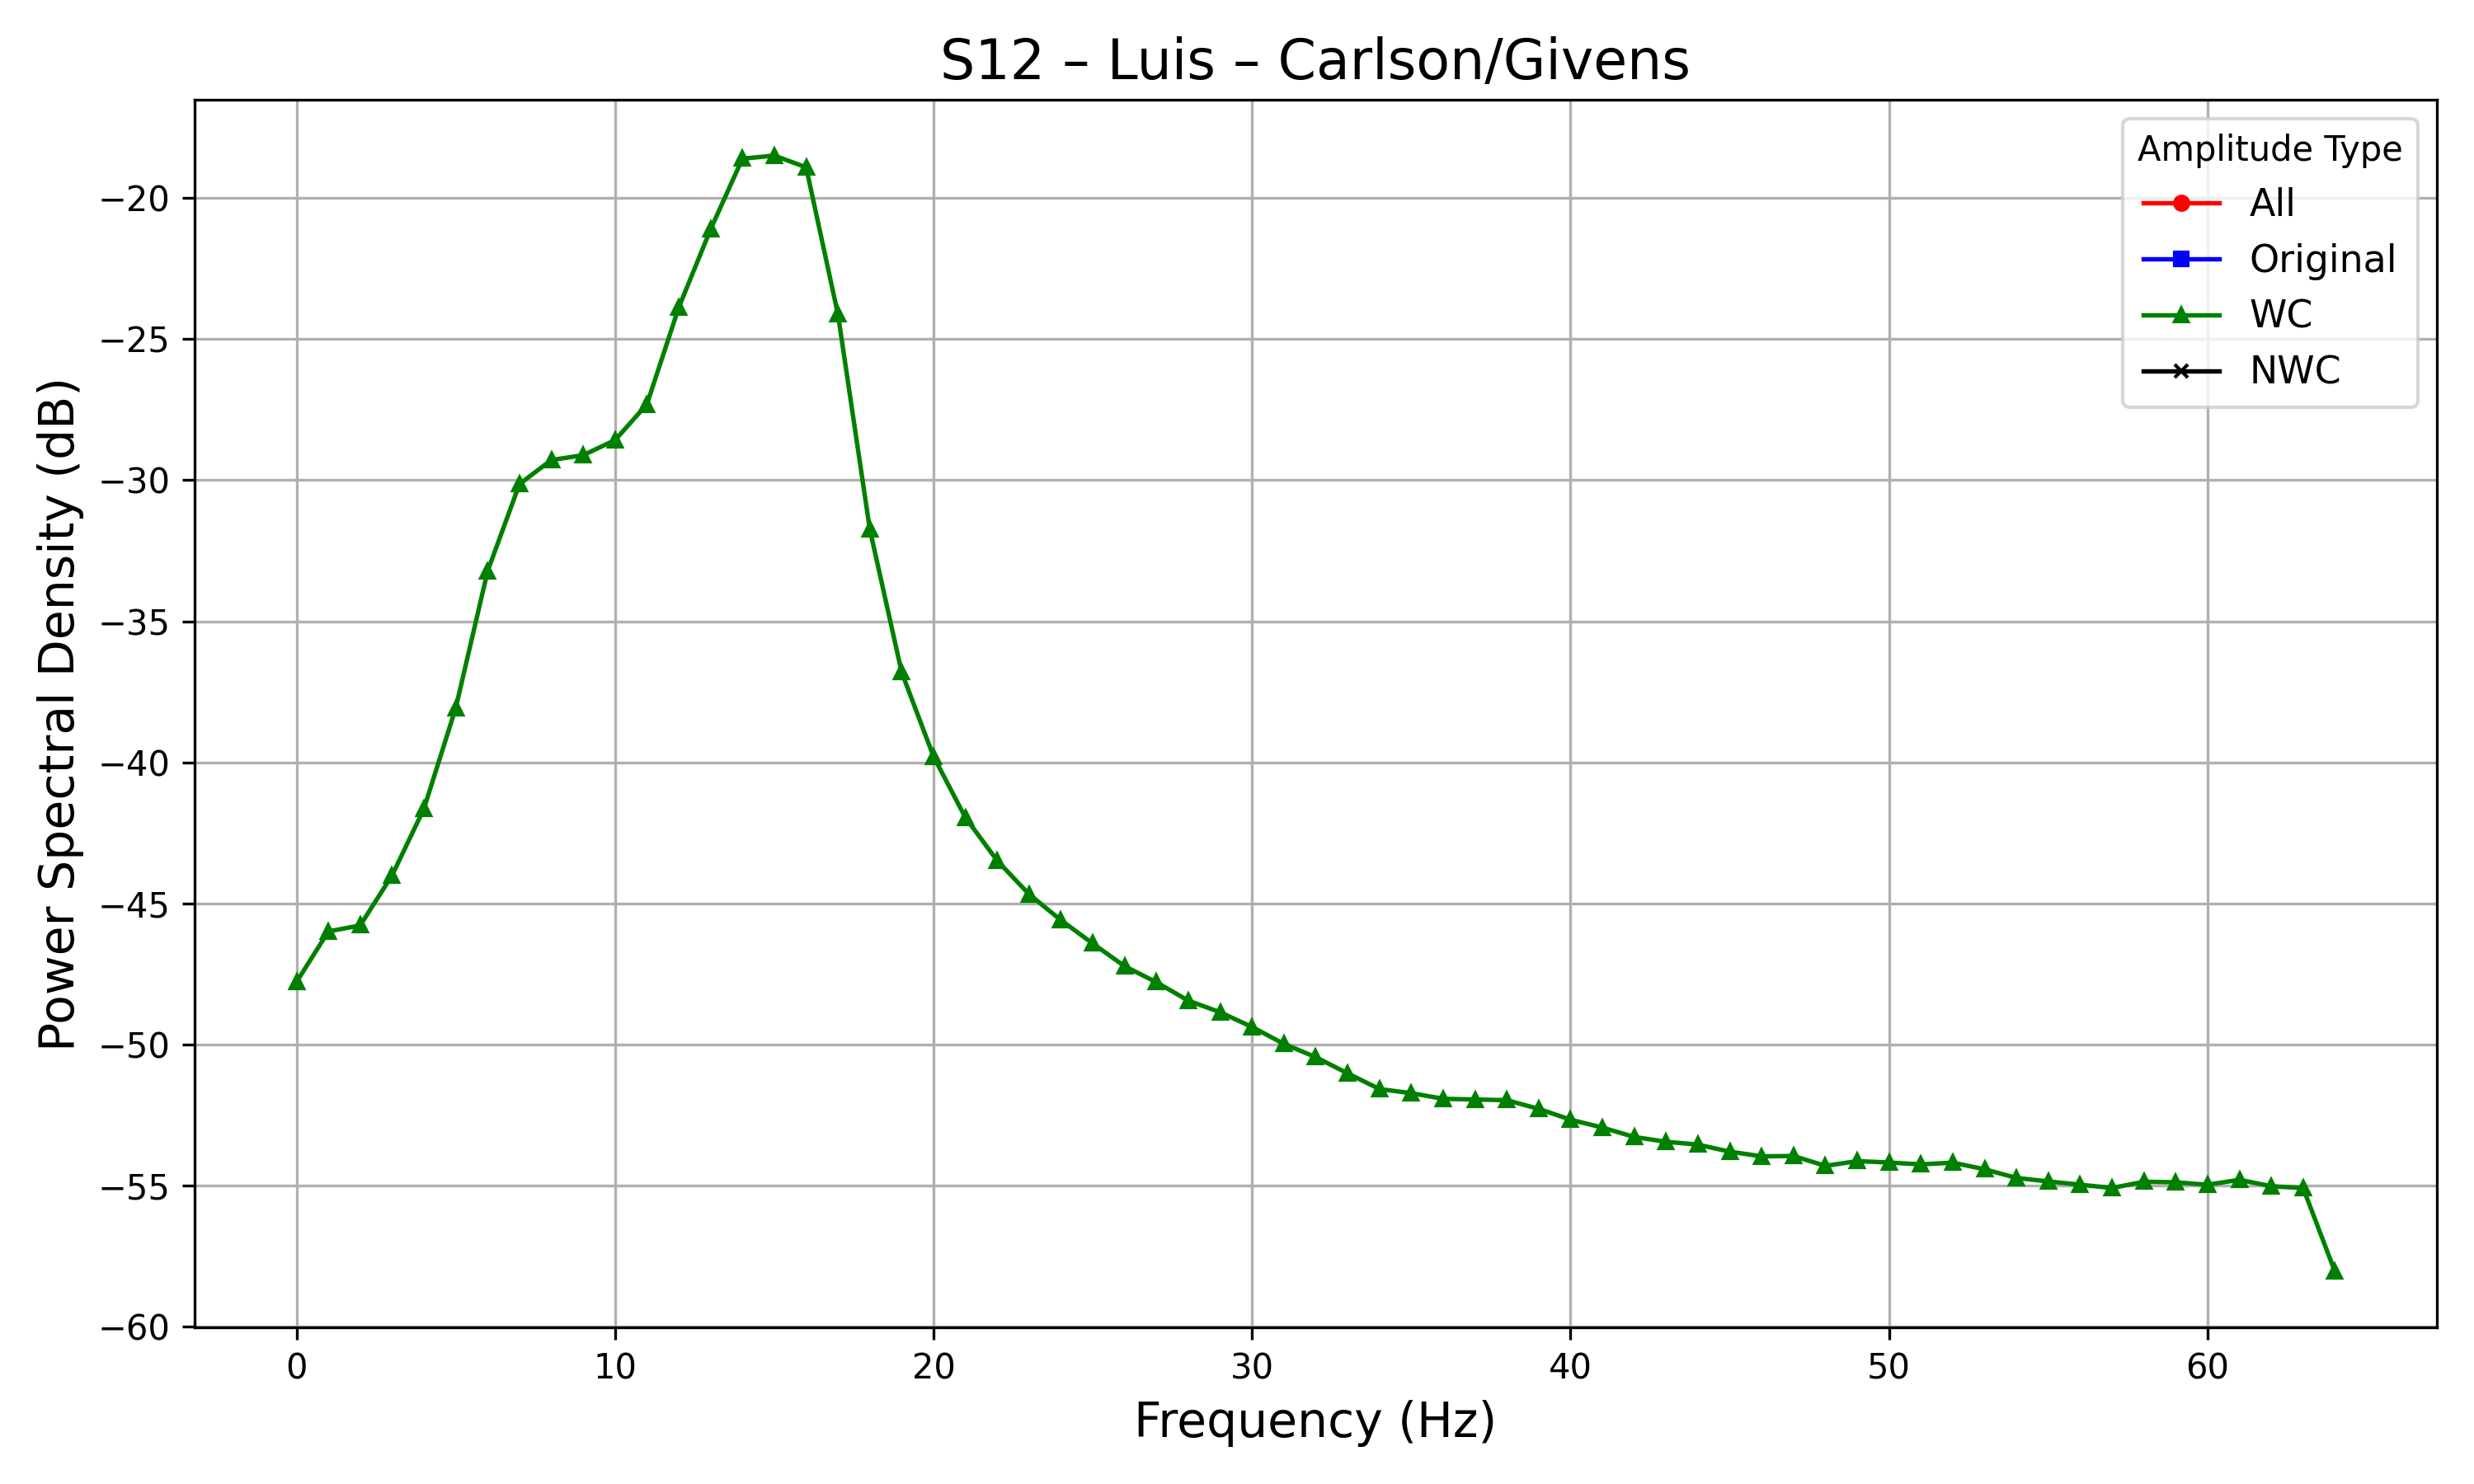 S12 – Luis – Carlson/Givens
Amplitude Type
All
Original
WC
NWC
Power Spectral Density (dB)
−20
−25
−30
−35
−40
−45
−50
−55
−60
0 10 20 30 40 50 60
Frequency (Hz)